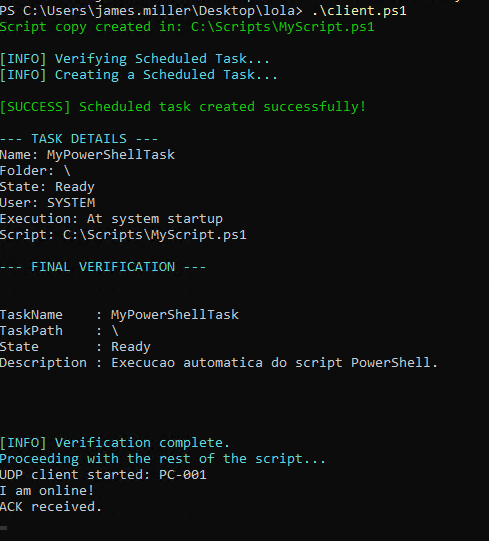 PS C:\Users\james.miller\Desktop\lola> .\client.ps1
Script copy created in: C:\Scripts\MyScript.ps1
[INFO] Verifying Scheduled Task...
[INFO] Creating a Scheduled Task...
[SUCCESS] Scheduled task created successfully!
--- TASK DETAILS ---
Name: MyPowerShellTask
Folder: \
State: Ready
User: SYSTEM
Execution: At system startup
Script: C:\Scripts\MyScript.ps1
--- FINAL VERIFICATION ---
TaskName    : MyPowerShellTask
TaskPath    : \
State       : Ready
Description : Execucao automatica do script PowerShell.
[INFO] Verification complete.
Proceeding with the rest of the script...
UDP client started: PC-001
I am online!
ACK received.